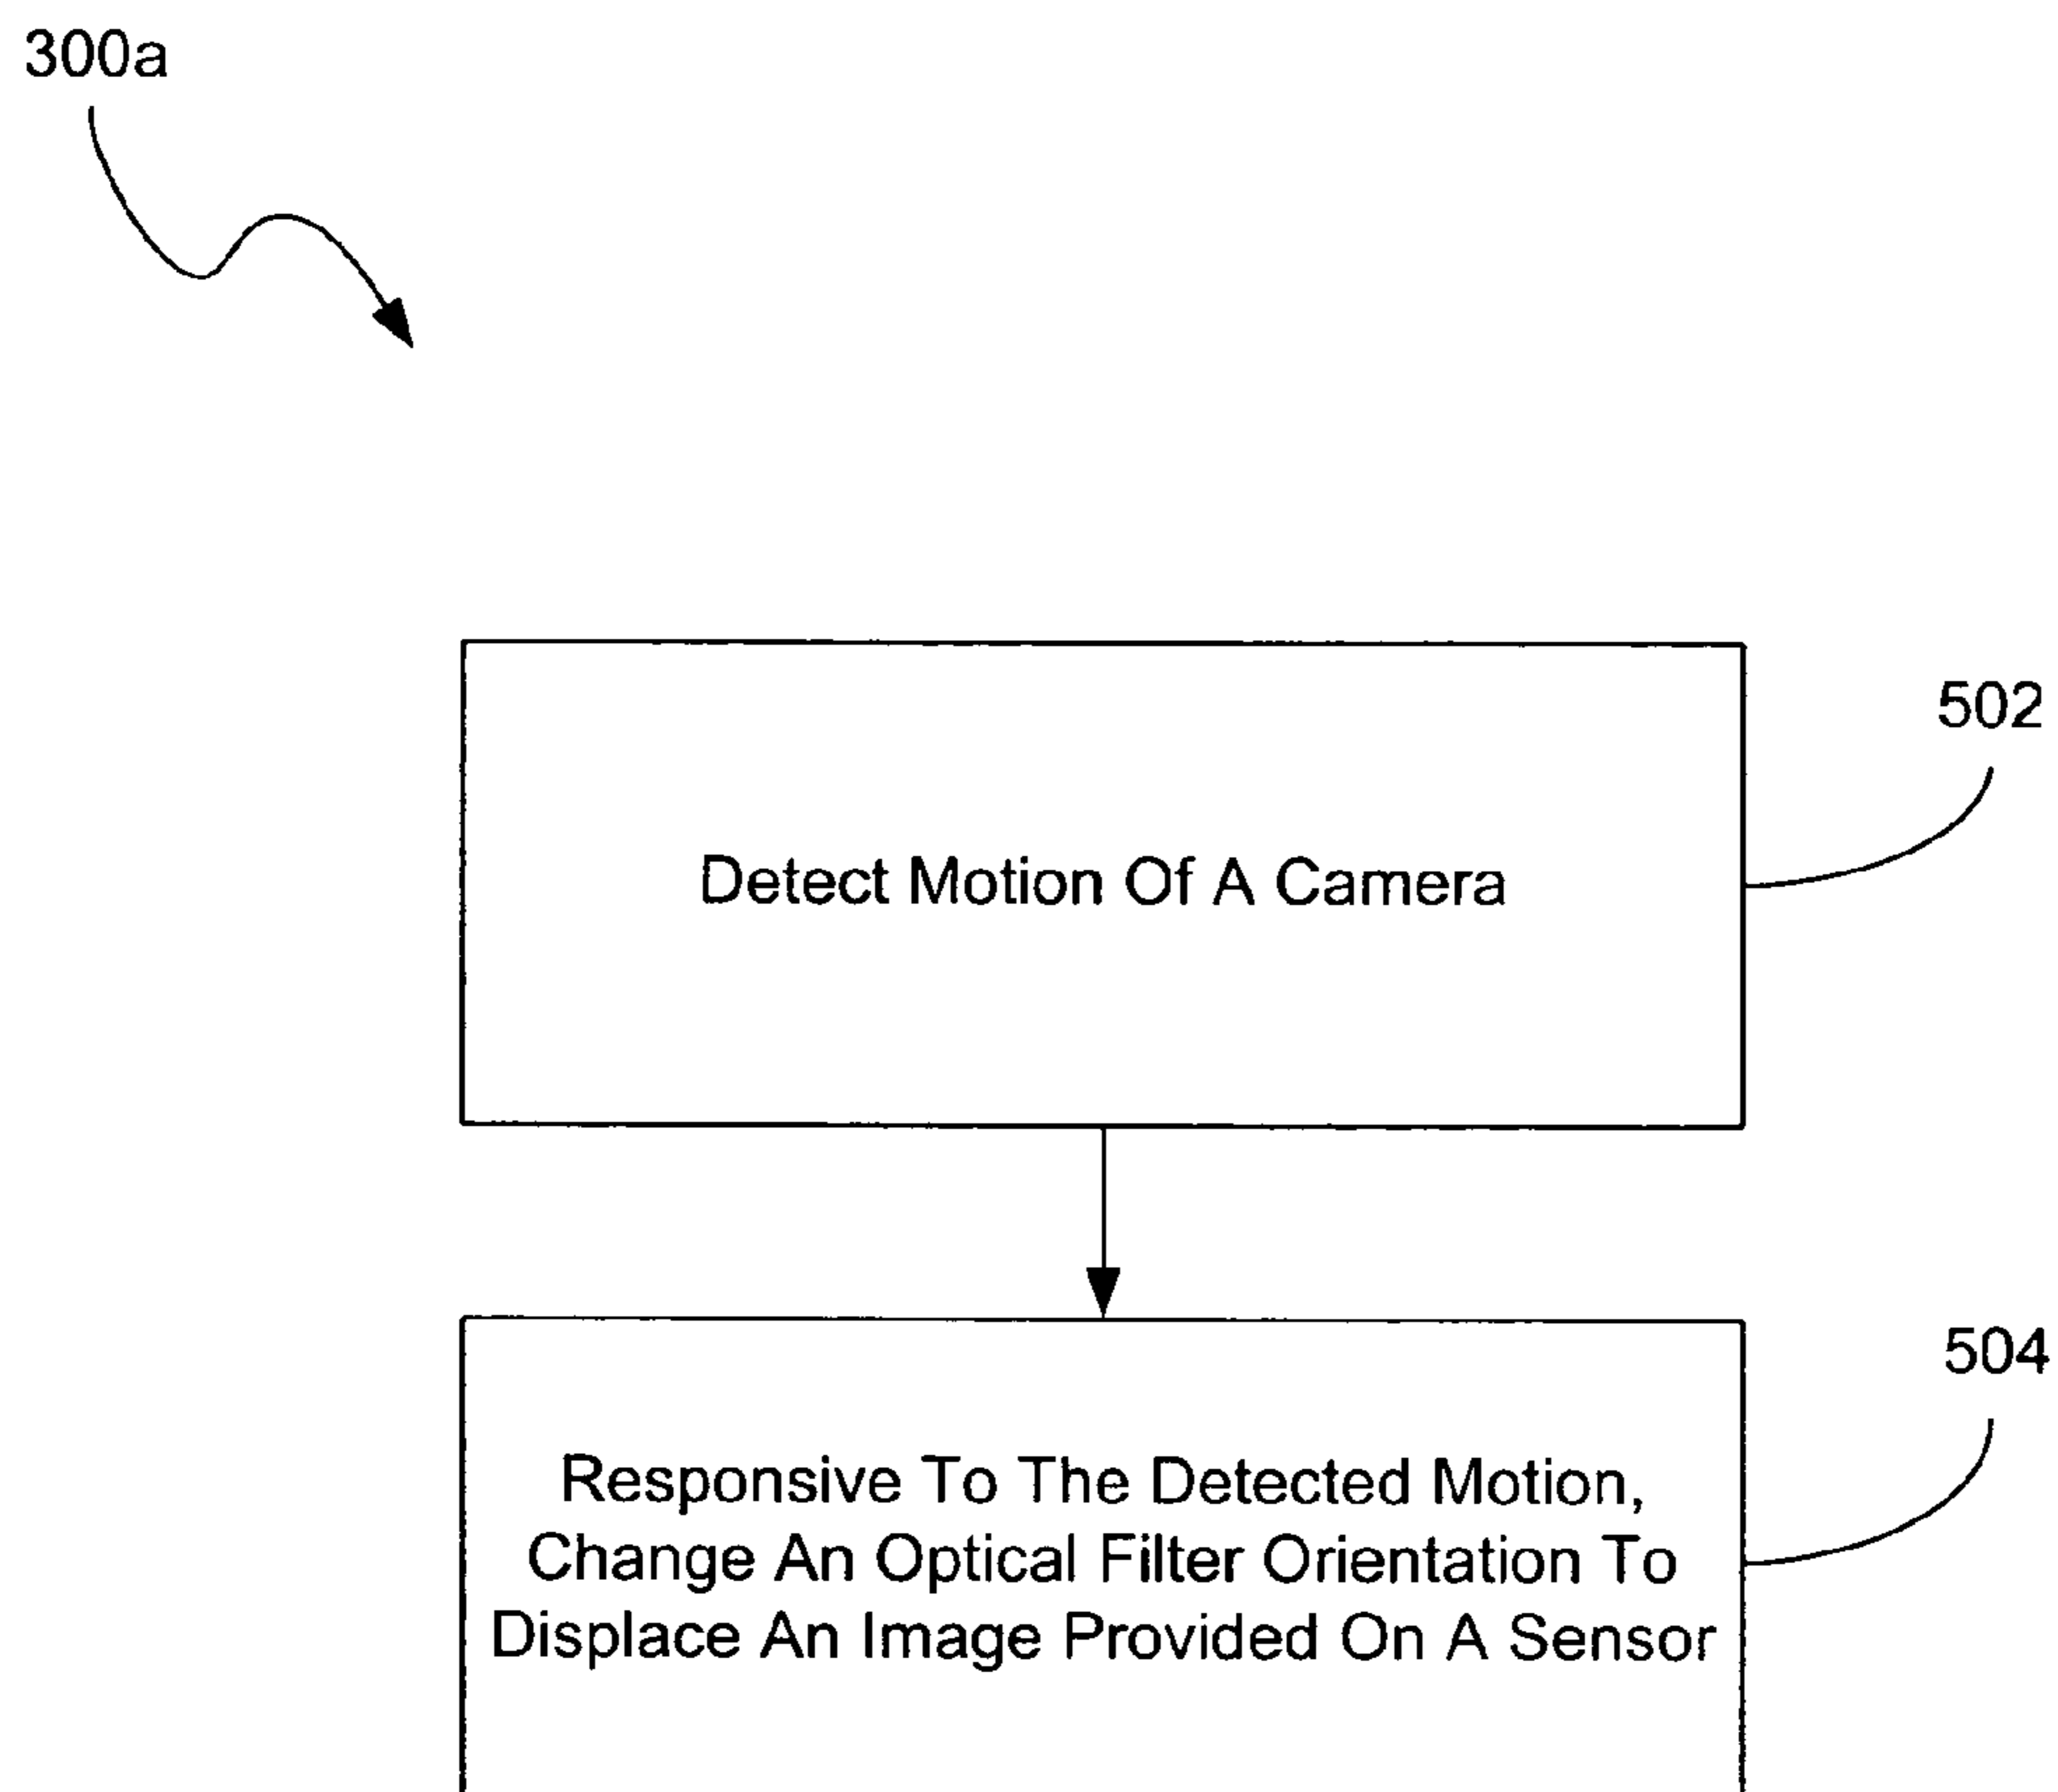 300a
502
Detect Motion Of A Camera
504
Responsive To The Detected Motion,
Change An Optical Filter Orientation To
Displace An Image Provided On A Sensor